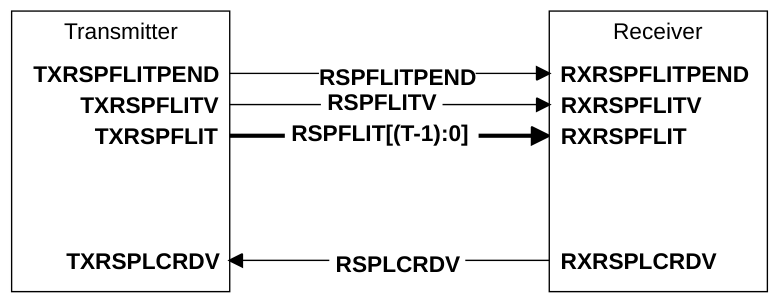 Transmitter Receiver
TXRSPFLITPEND RSPFLITPEND RXRSPFLITPEND
TXRSPFLITV RSPFLITV RXRSPFLITV
TXRSPFLIT RSPFLIT[(T-1):0] RXRSPFLIT
TXRSPLCRDV RSPLCRDV RXRSPLCRDV